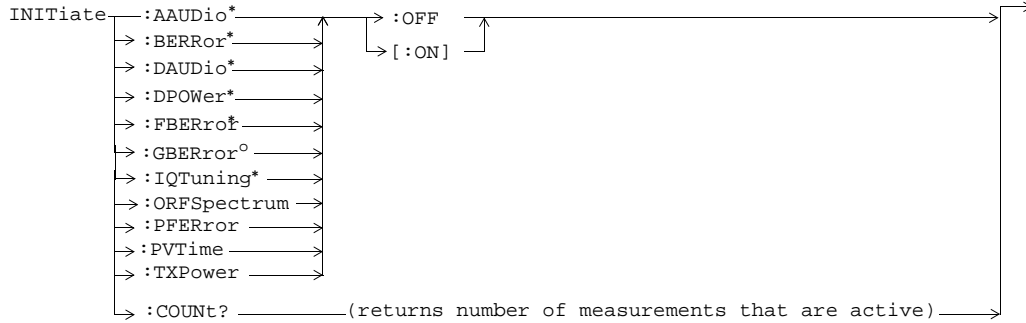 INITiate :AAUDio* :OFF
:BERRor* [:ON]
:DAUDio*
:DPOWer*
:FBERror*
:GBERror°
:IQTuning*
:ORFSpectrum
:PFERror
:PVTime
:TXPower
:COUNt? (returns number of measurements that are active)